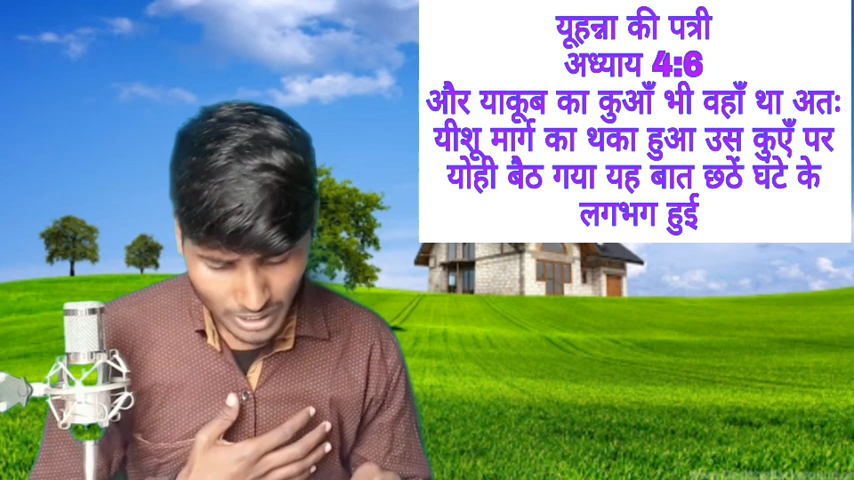 यूहन्ना की पत्री
अध्याय 4:6
और याकूब का कुआँ भी वहाँ था अतः
यीशू मार्ग का थका हुआ उस कुएँ पर
योही बैठ गया यह बात छठें घंटे के
लगभग हुई